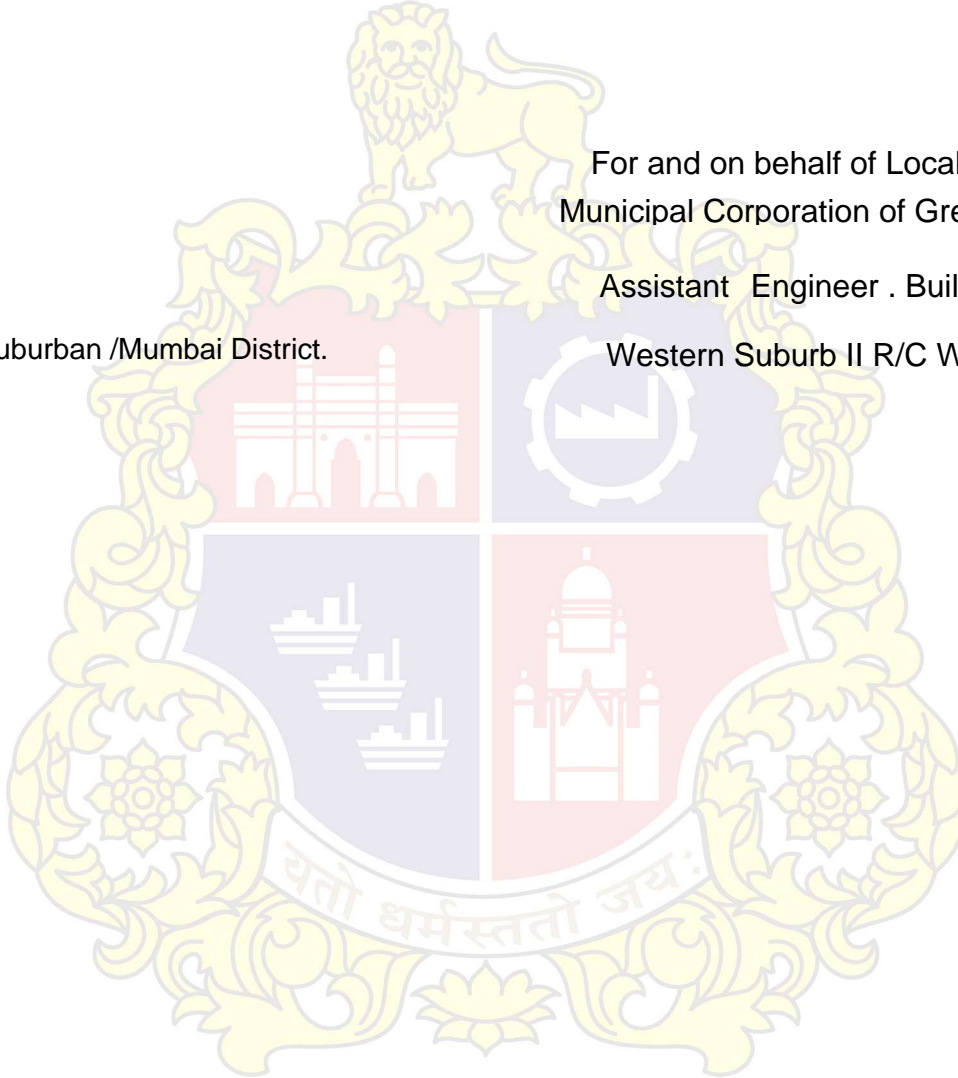 For and on behalf of Local
Municipal Corporation of Gre
Assistant Engineer . Buil
uburban /Mumbai District.
Western Suburb II R/C W
यतो धर्मस्ततो जय: